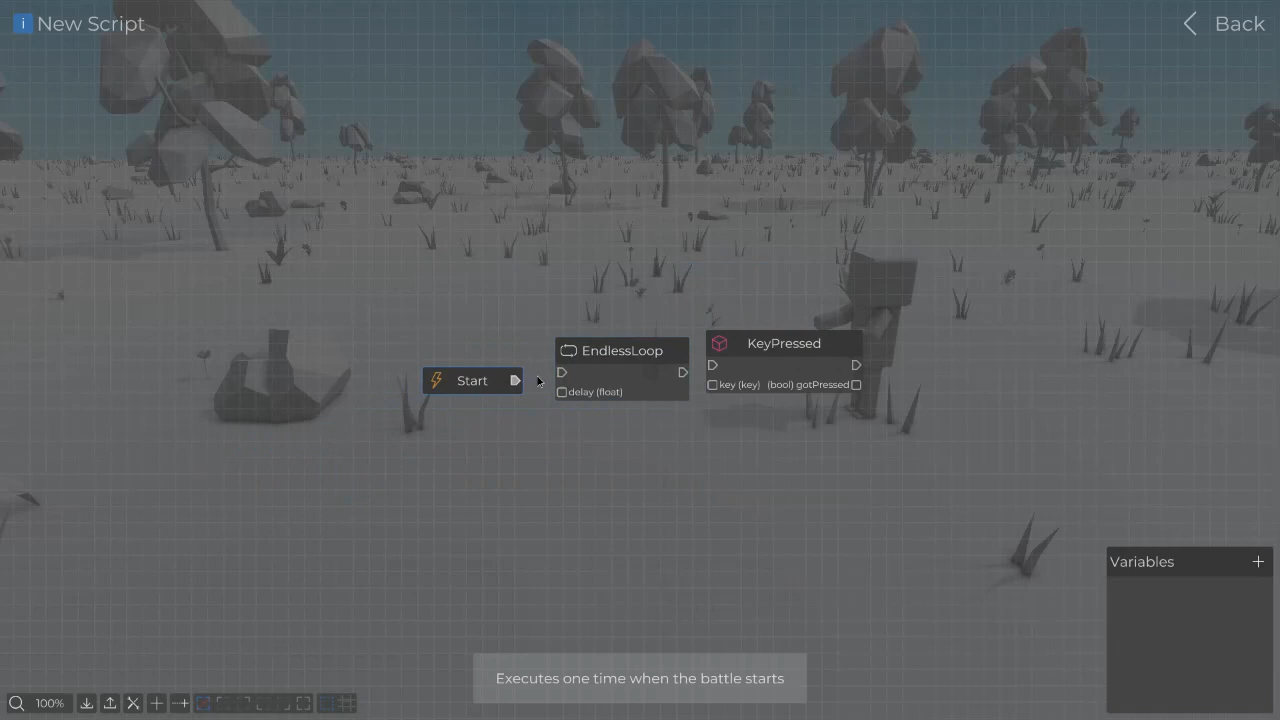 i New Script
Back
EndlessLoop
KeyPressed
Start
delay (float)
key (key) (bool) gotPressed
Variables +
Executes one time when the battle starts
100%